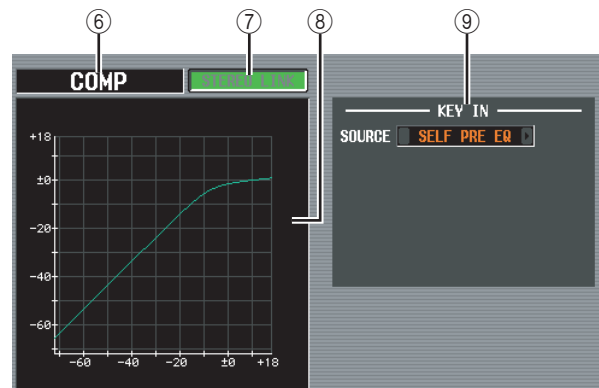 ⑥ ⑦ ⑧ ⑨
COMP
STEREO LINK
KEY IN
SOURCE SELF PRE EQ
+18
±0
-20
-40
-60
-60 -40 -20 ±0 +18